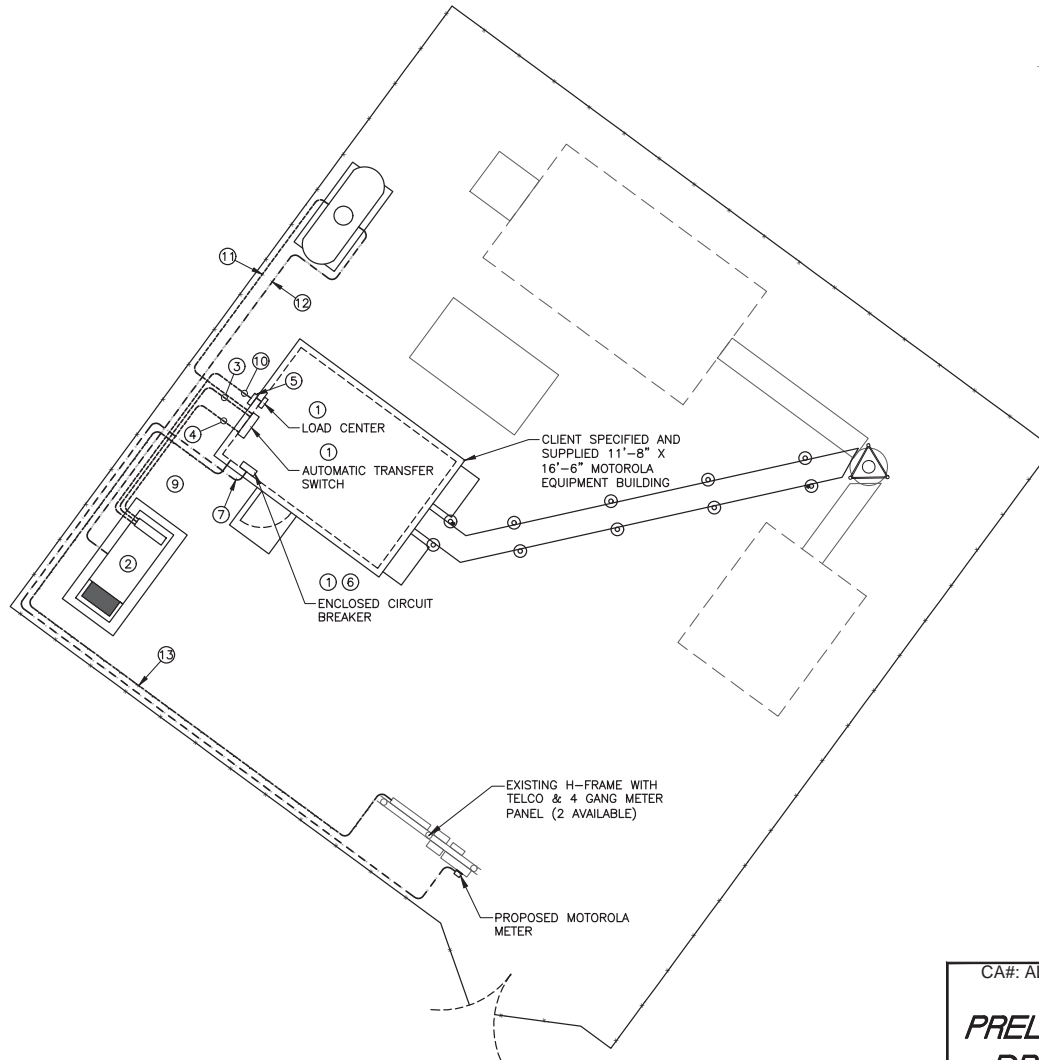 11
12
3
10
5
1
LOAD CENTER
4
1
AUTOMATIC TRANSFER
SWITCH
CLIENT SPECIFIED AND
SUPPLIED 11'-8" X
16'-6" MOTOROLA
EQUIPMENT BUILDING
9
7
2
1 6
ENCLOSED CIRCUIT
BREAKER
13
EXISTING H-FRAME WITH
TELCO & 4 GANG METER
PANEL (2 AVAILABLE)
PROPOSED MOTOROLA
METER
CA#: